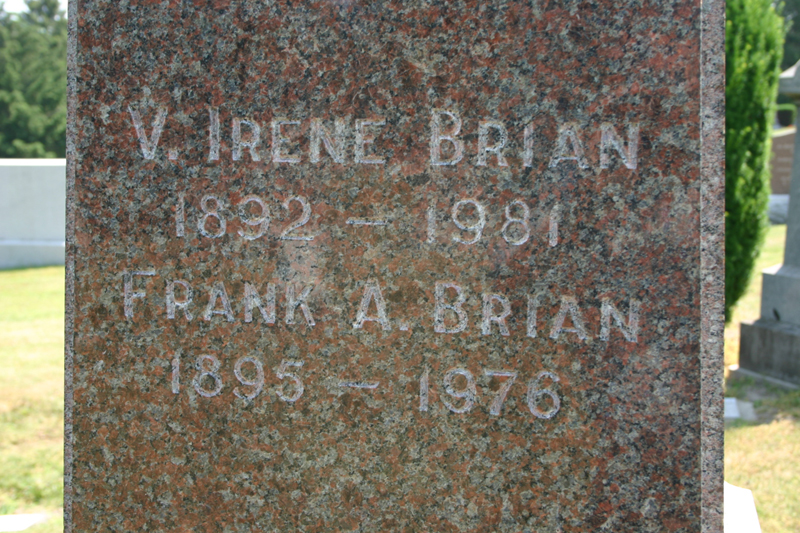 V. IRENE BRIAN
1892 – 1981
FRANK A. BRIAN
1895 – 1976